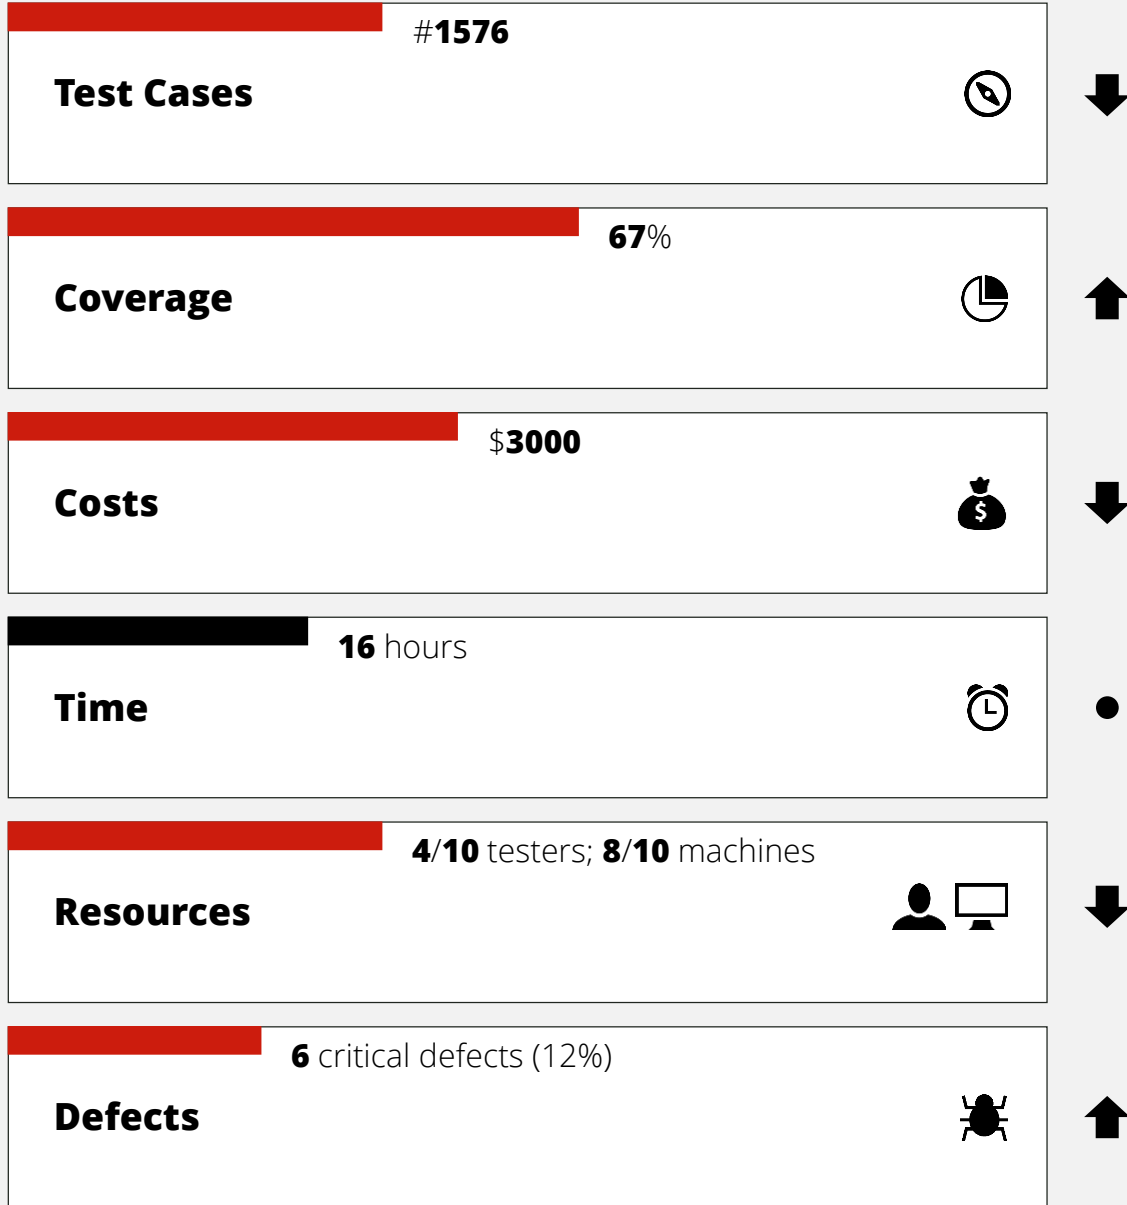 #1576
Test Cases
67%
Coverage
$3000
Costs
$
16 hours
Time
4/10 testers; 8/10 machines
Resources
6 critical defects (12%)
Defects